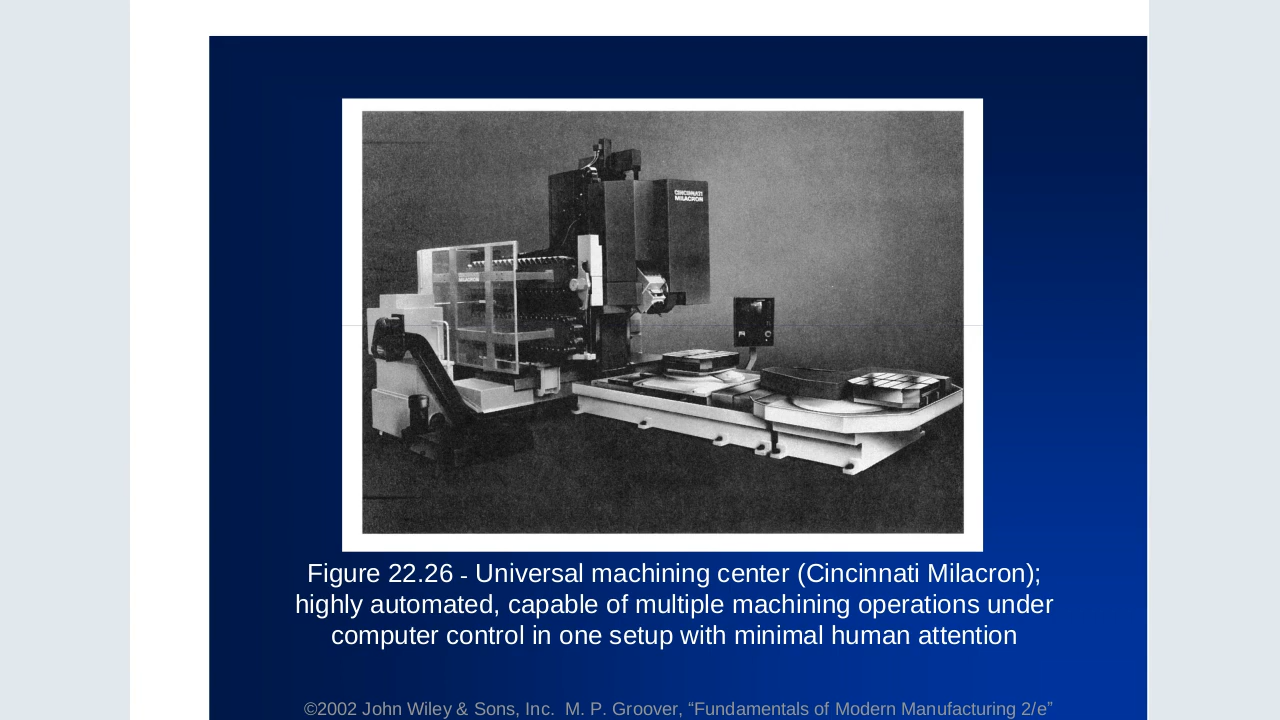 CINCINNATI
MILACRON
MILACRON
Figure 22.26 - Universal machining center (Cincinnati Milacron);
highly automated, capable of multiple machining operations under
computer control in one setup with minimal human attention
©2002 John Wiley & Sons, Inc.  M. P. Groover, “Fundamentals of Modern Manufacturing 2/e”